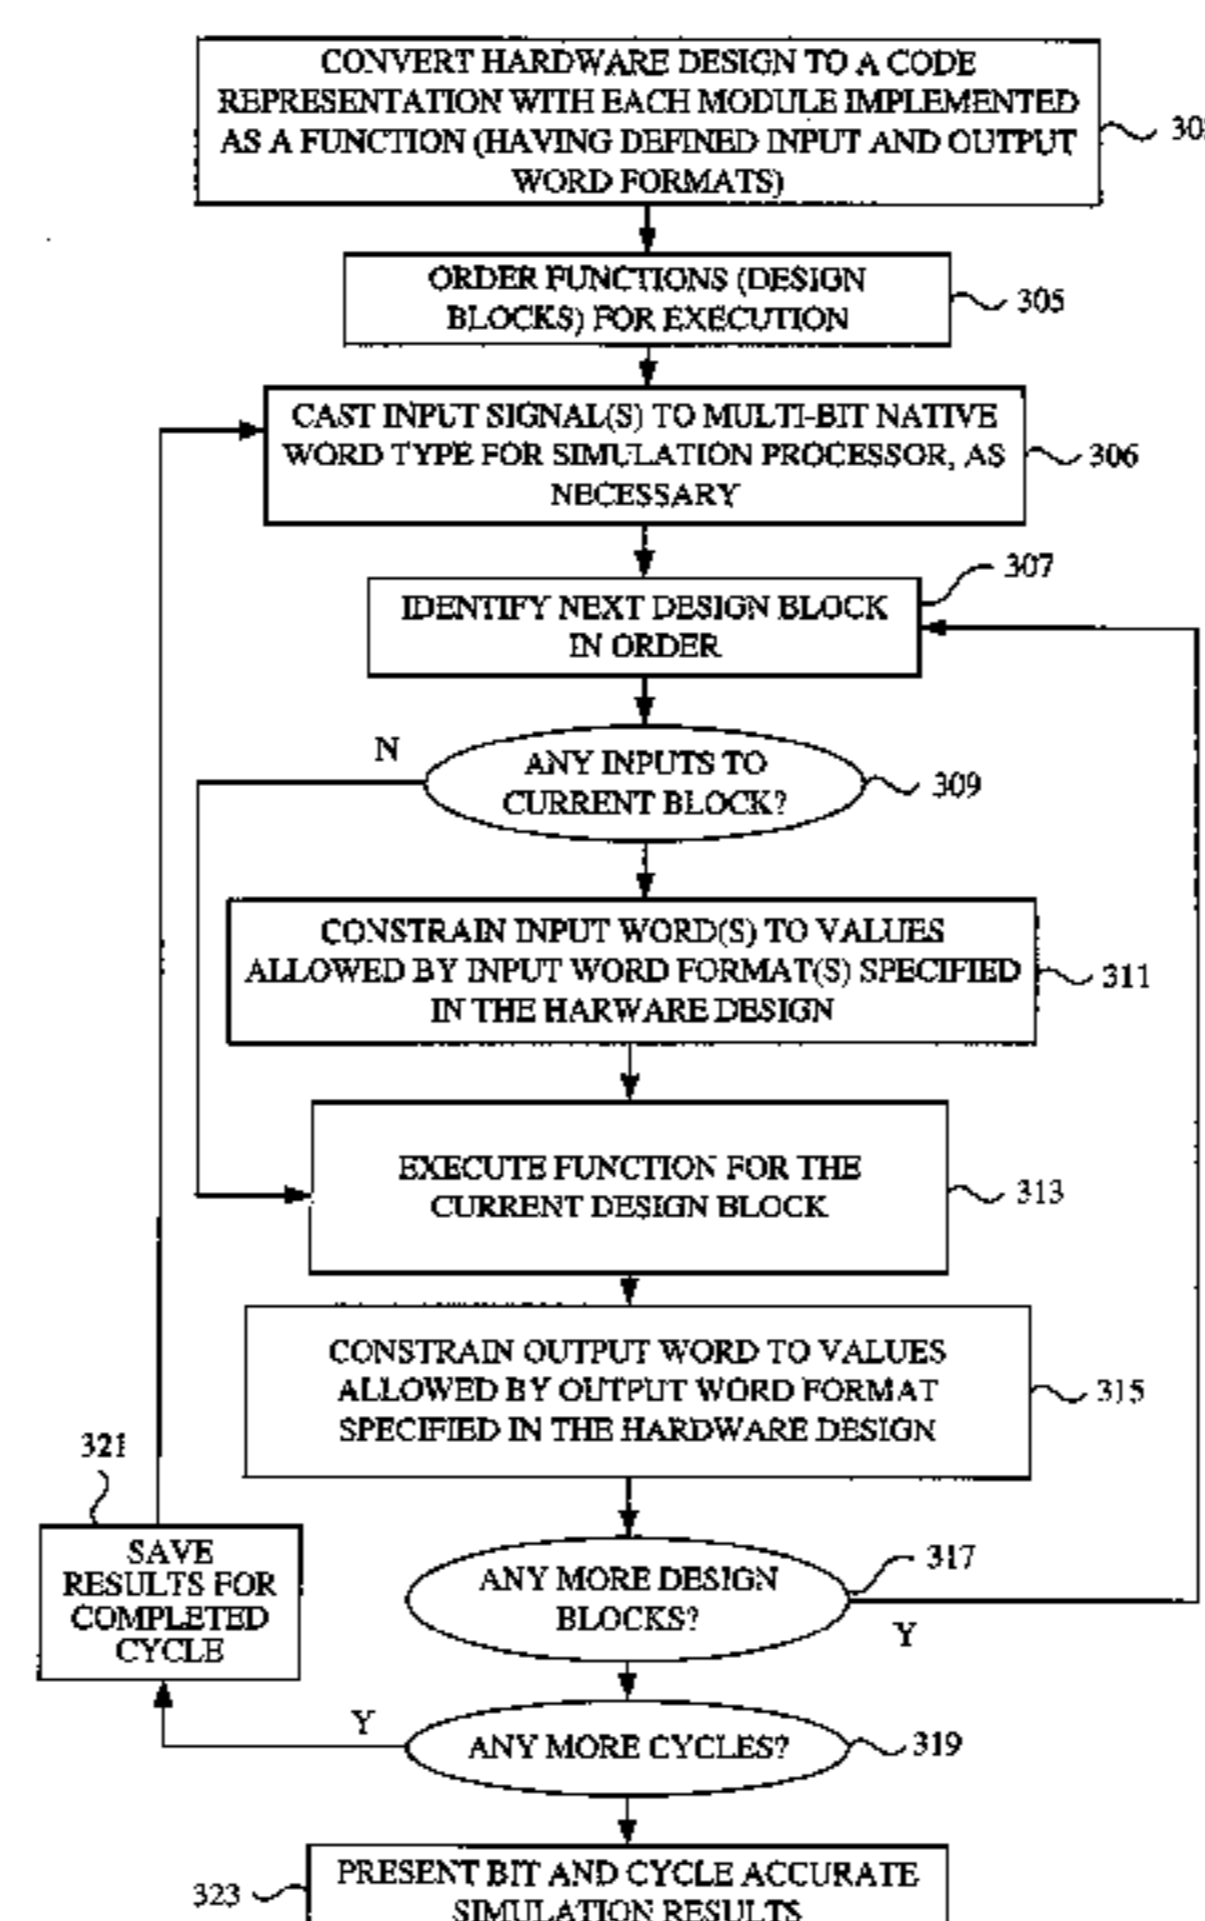 CONVERT HARDWARE DESIGN TO A CODE
REPRESENTATION WITH EACH MODULE IMPLEMENTED
AS A FUNCTION (HAVING DEFINED INPUT AND OUTPUT
WORD FORMATS)
ORDER FUNCTIONS (DESIGN
BLOCKS) FOR EXECUTION
305
CAST INPUT SIGNAL(S) TO MULTI-BIT NATIVE
WORD TYPE FOR SIMULATION PROCESSOR, AS
NECESSARY
306
IDENTIFY NEXT DESIGN BLOCK
IN ORDER
307
ANY INPUTS TO
CURRENT BLOCK?
309
N
CONSTRAIN INPUT WORD(S) TO VALUES
ALLOWED BY INPUT WORD FORMAT(S) SPECIFIED
IN THE HARWARE DESIGN
311
EXECUTE FUNCTION FOR THE
CURRENT DESIGN BLOCK
313
CONSTRAIN OUTPUT WORD TO VALUES
ALLOWED BY OUTPUT WORD FORMAT
SPECIFIED IN THE HARDWARE DESIGN
315
321
SAVE
RESULTS FOR
COMPLETED
CYCLE
ANY MORE DESIGN
BLOCKS?
317
Y
ANY MORE CYCLES?
319
Y
323
PRESENT BIT AND CYCLE ACCURATE
SIMULATION RESULTS